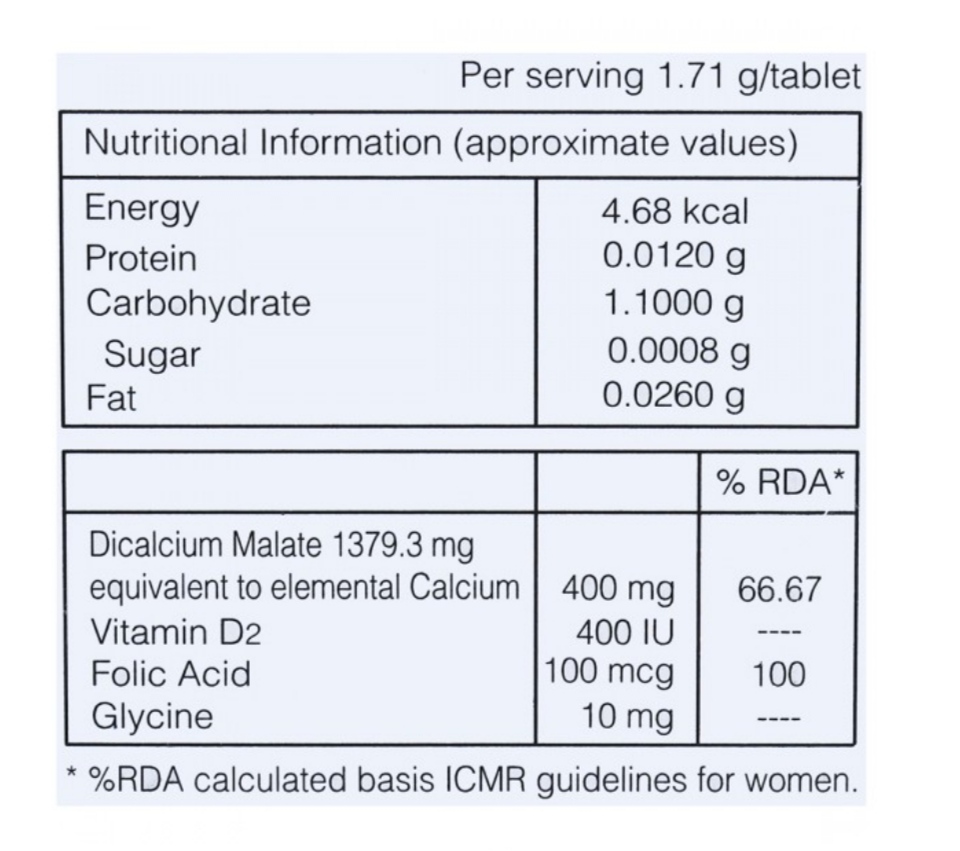 Per serving 1.71 g/tablet
Nutritional Information (approximate values)
Energy 4.68 kcal
Protein 0.0120 g
Carbohydrate 1.1000 g
Sugar 0.0008 g
Fat 0.0260 g
% RDA*
Dicalcium Malate 1379.3 mg
equivalent to elemental Calcium 400 mg 66.67
Vitamin D2 400 IU ----
Folic Acid 100 mcg 100
Glycine 10 mg ----
* %RDA calculated basis ICMR guidelines for women.